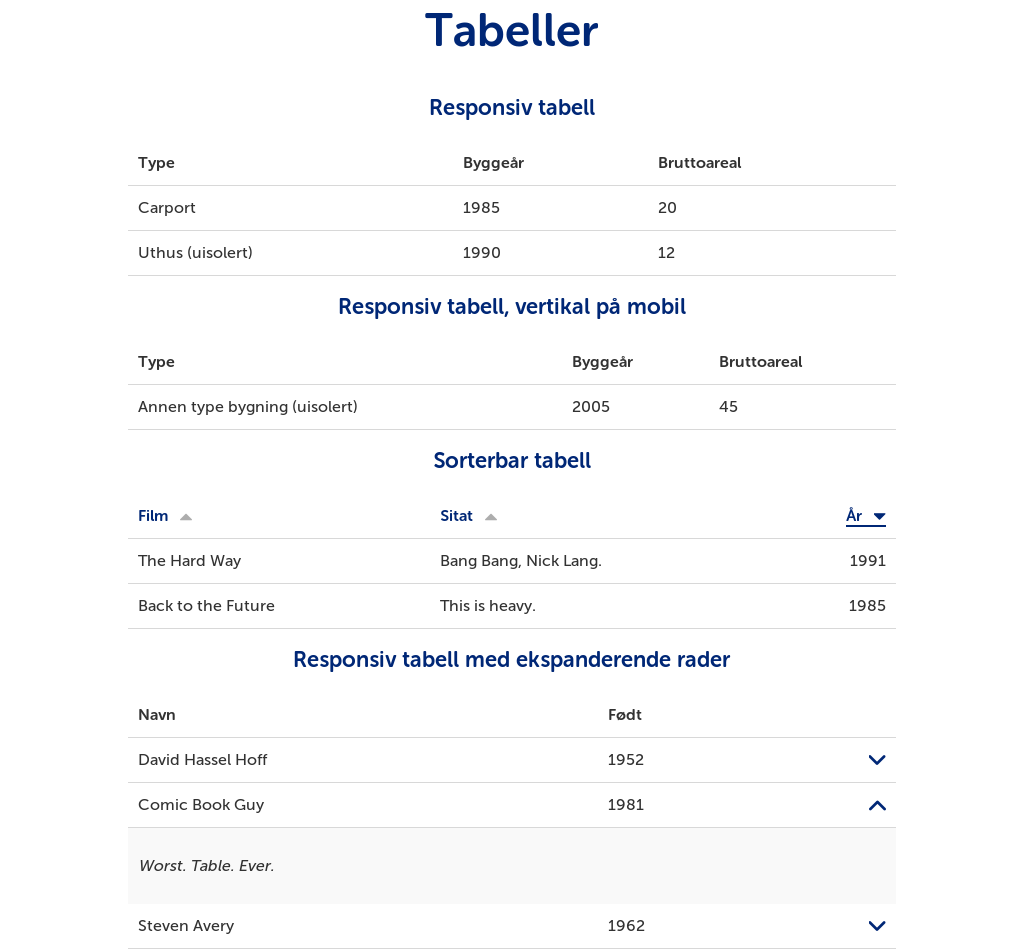 Tabeller
Responsiv tabell
Type Byggeår Bruttoareal
Carport 1985 20
Uthus (uisolert) 1990 12
Responsiv tabell, vertikal på mobil
Type Byggeår Bruttoareal
Annen type bygning (uisolert) 2005 45
Sorterbar tabell
Film Sitat År
The Hard Way Bang Bang, Nick Lang. 1991
Back to the Future This is heavy. 1985
Responsiv tabell med ekspanderende rader
Navn Født
David Hassel Hoff 1952
Comic Book Guy 1981
Worst. Table. Ever.
Steven Avery 1962